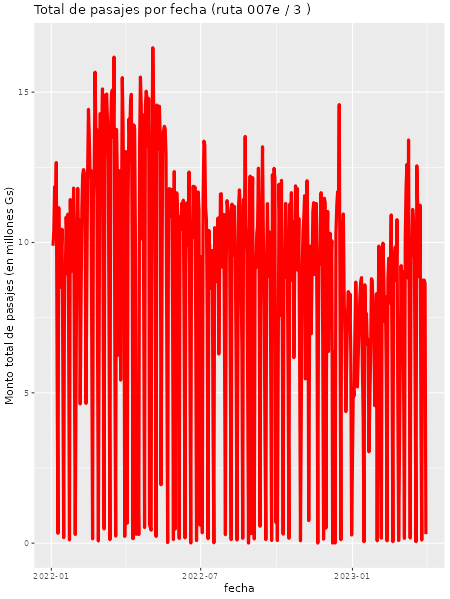 Total de pasajes por fecha (ruta 007e / 3 )
Monto total de pasajes (en millones Gs)
15
10
5
0
2022-01
2022-07
2023-01
fecha